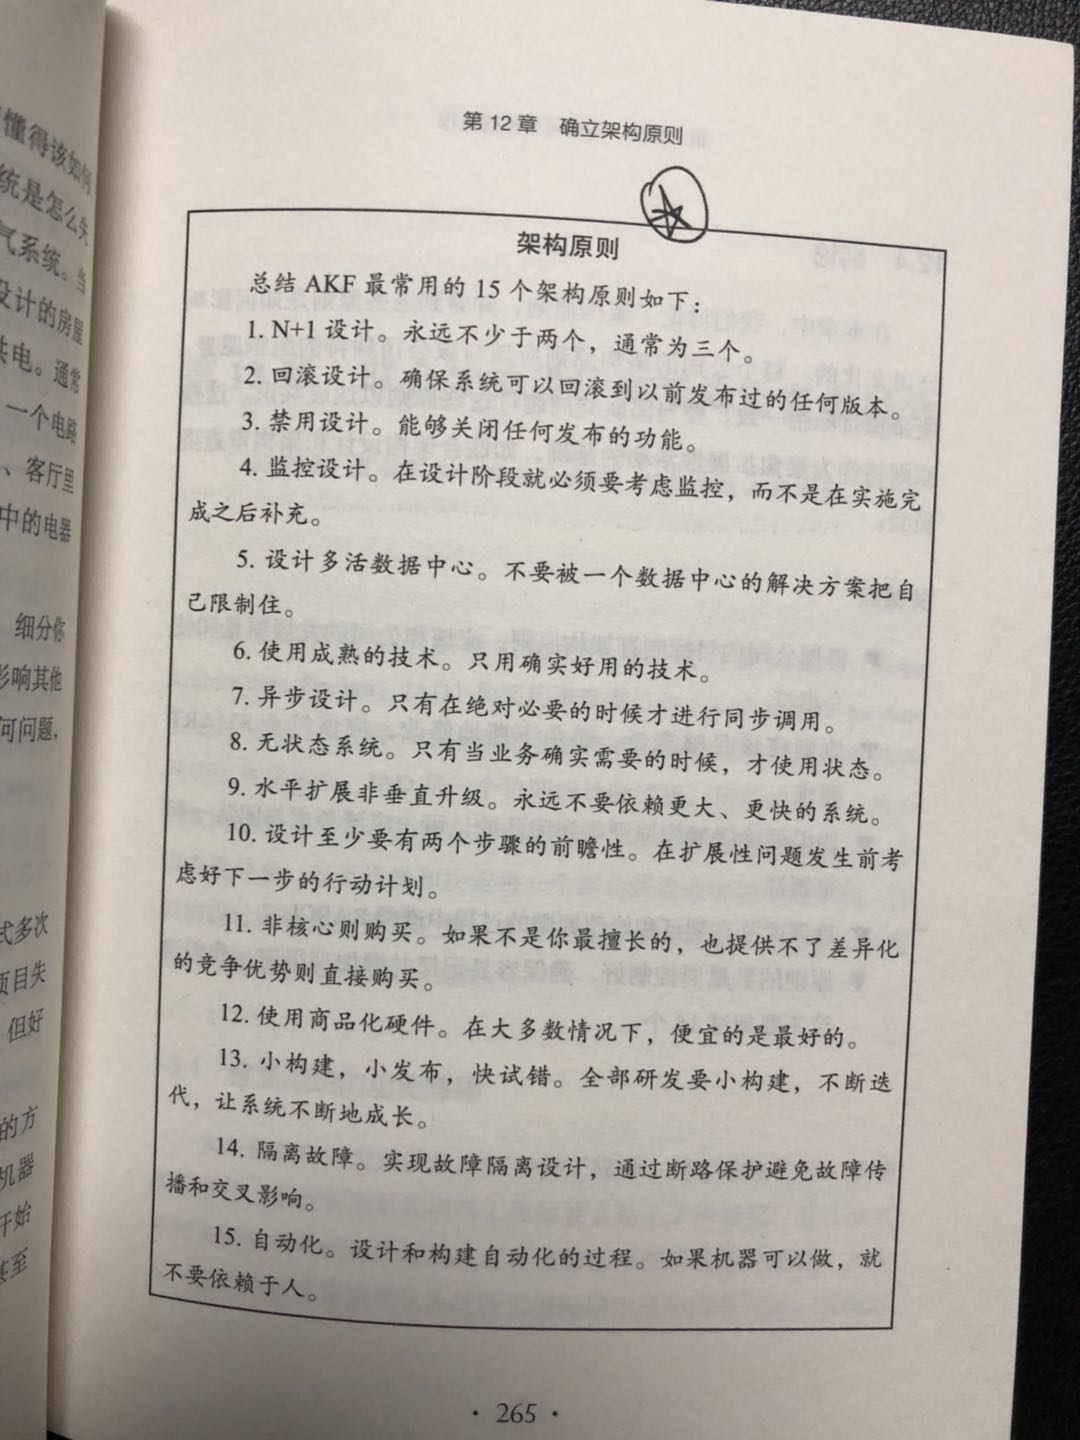 懂得该如何
统是怎么失
气系统。当
设计的房屋
供电。通常
一个电路
、客厅里
中的电器
细分你
影响其他
何问题，
式多次
项目失
但好
的方
机器
开始
甚至
第 12 章　确立架构原则
架构原则
总结 AKF 最常用的 15 个架构原则如下：
1. N+1 设计。永远不少于两个，通常为三个。
2. 回滚设计。确保系统可以回滚到以前发布过的任何版本。
3. 禁用设计。能够关闭任何发布的功能。
4. 监控设计。在设计阶段就必须要考虑监控，而不是在实施完
成之后补充。
5. 设计多活数据中心。不要被一个数据中心的解决方案把自
己限制住。
6. 使用成熟的技术。只用确实好用的技术。
7. 异步设计。只有在绝对必要的时候才进行同步调用。
8. 无状态系统。只有当业务确实需要的时候，才使用状态。
9. 水平扩展非垂直升级。永远不要依赖更大、更快的系统。
10. 设计至少要有两个步骤的前瞻性。在扩展性问题发生前考
虑好下一步的行动计划。
11. 非核心则购买。如果不是你最擅长的，也提供不了差异化
的竞争优势则直接购买。
12. 使用商品化硬件。在大多数情况下，便宜的是最好的。
13. 小构建，小发布，快试错。全部研发要小构建，不断迭
代，让系统不断地成长。
14. 隔离故障。实现故障隔离设计，通过断路保护避免故障传
播和交叉影响。
15. 自动化。设计和构建自动化的过程。如果机器可以做，就
不要依赖于人。
· 265 ·